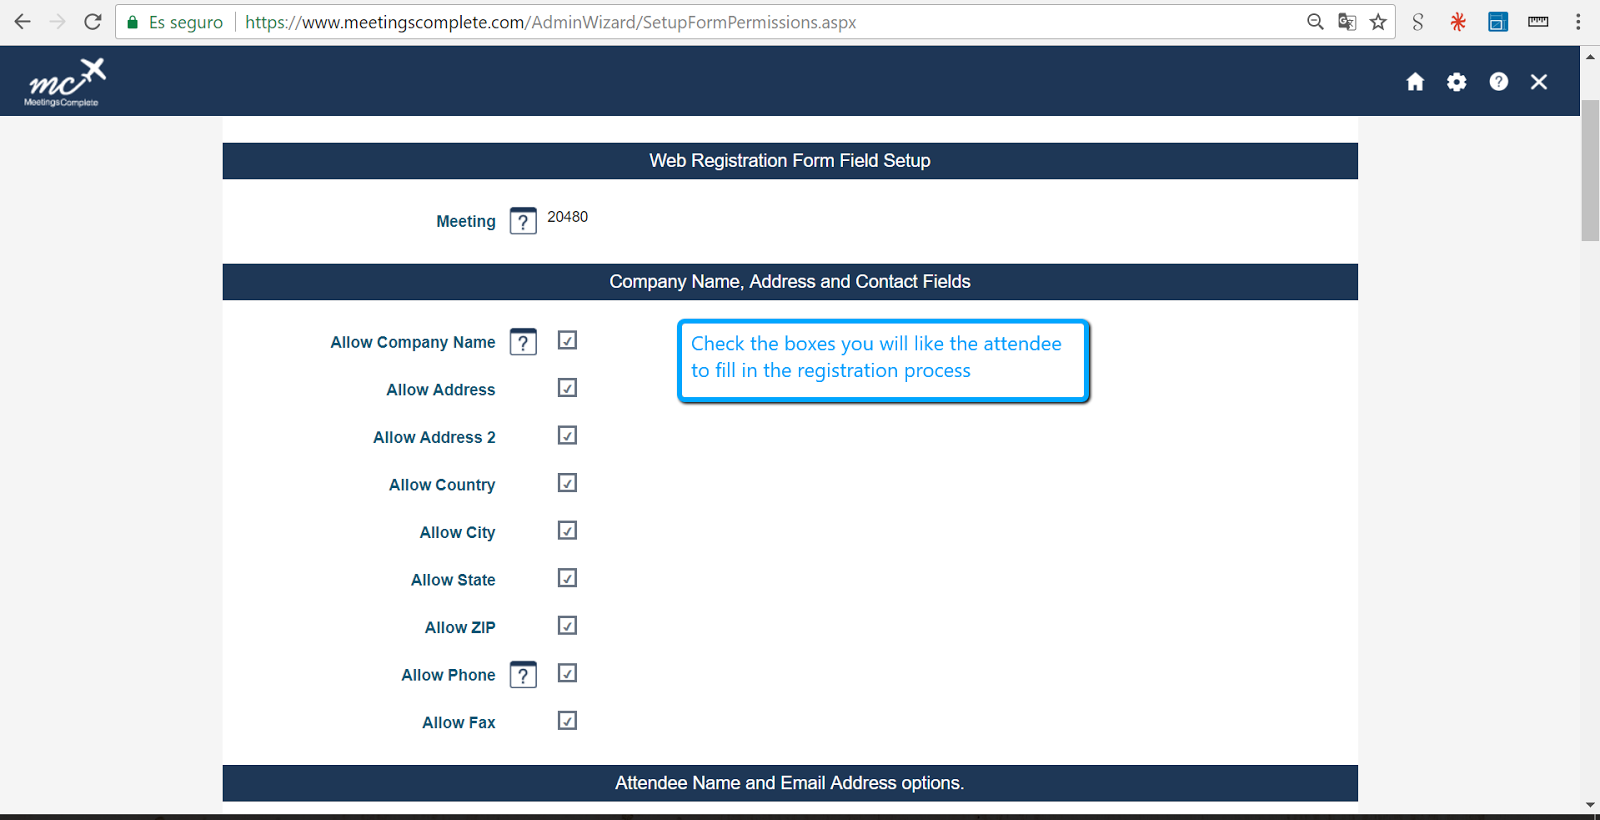 Es seguro https://www.meetingscomplete.com/AdminWizard/SetupFormPermissions.aspx
mc
MeetingsComplete
Web Registration Form Field Setup
Meeting ? 20480
Company Name, Address and Contact Fields
Allow Company Name ?
Check the boxes you will like the attendee
to fill in the registration process
Allow Address
Allow Address 2
Allow Country
Allow City
Allow State
Allow ZIP
Allow Phone ?
Allow Fax
Attendee Name and Email Address options.